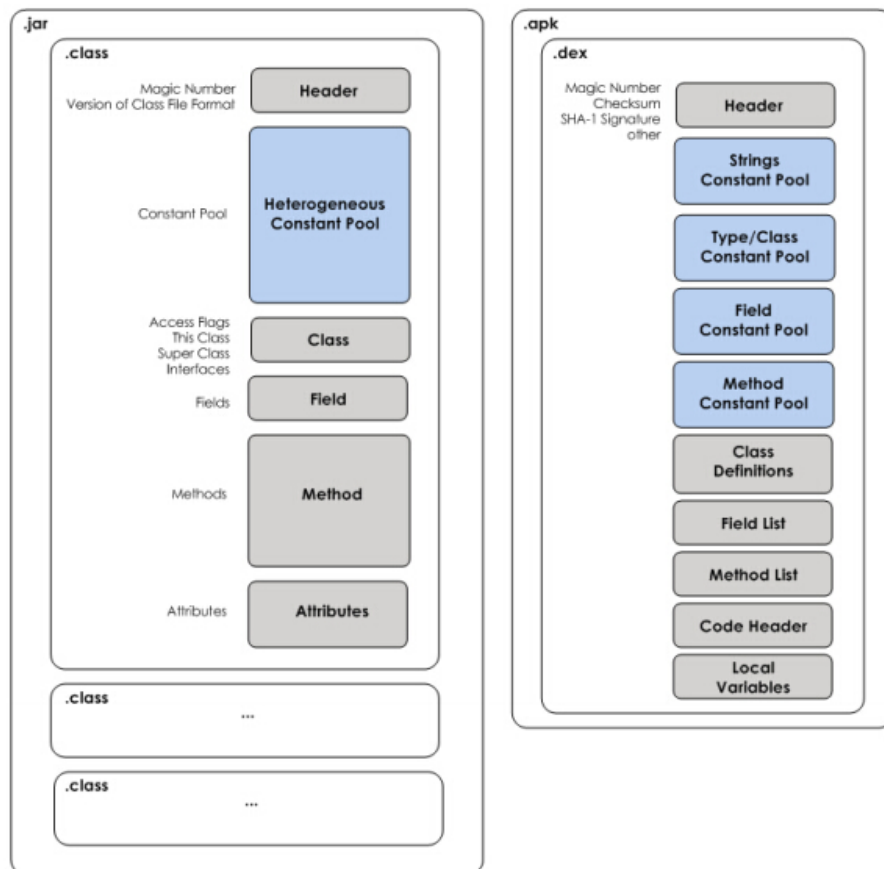 .jar
.class
Magic Number
Version of Class File Format
Header
Constant Pool
Heterogeneous
Constant Pool
Access Flags
This Class
Super Class
Interfaces
Class
Fields
Field
Methods
Method
Attributes
Attributes
.class
...
.class
...
.apk
.dex
Magic Number
Checksum
SHA-1 Signature
other
Header
Strings
Constant Pool
Type/Class
Constant Pool
Field
Constant Pool
Method
Constant Pool
Class
Definitions
Field List
Method List
Code Header
Local
Variables